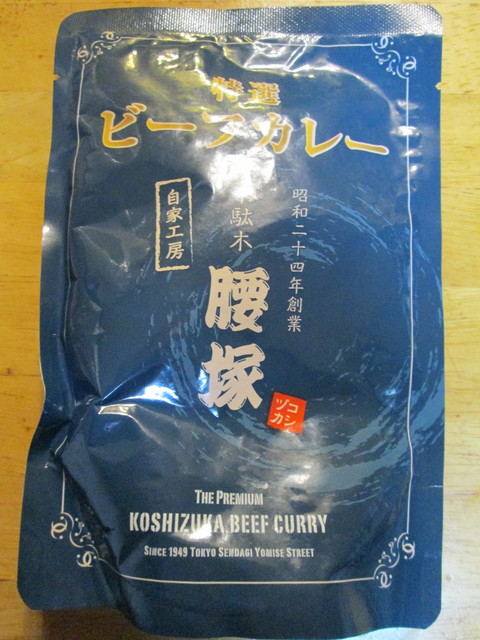 特選
ビーフカレー
昭和二十四年創業
千駄木
腰塚
自家工房
コシ
ヅカ
THE PREMIUM
KOSHIZUKA BEEF CURRY
SINCE 1949 TOKYO SENDAGI YOMISE STREET